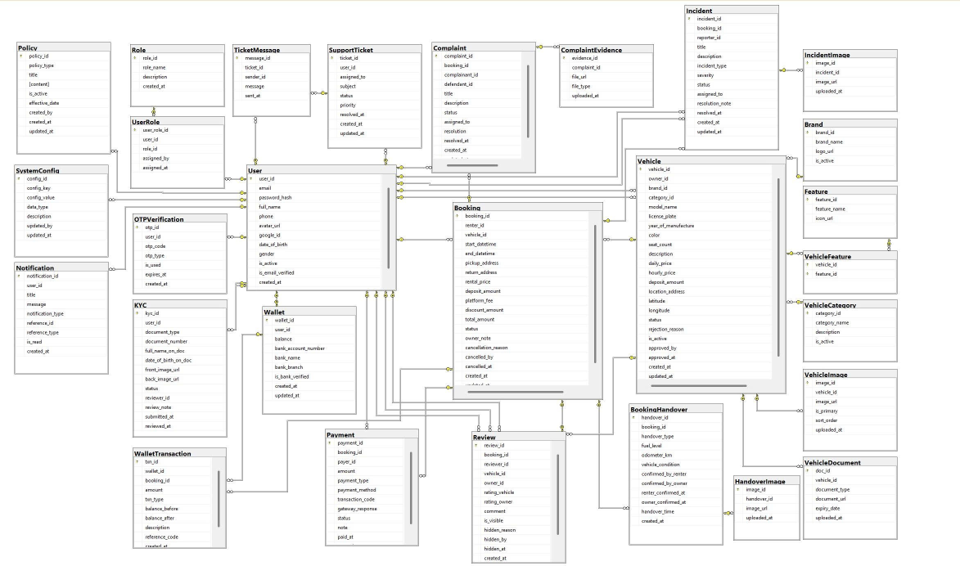 Policy
policy_id
policy_type
title
[content]
is_active
effective_date
created_by
created_at
updated_at
Role
role_id
role_name
description
created_at
TicketMessage
message_id
ticket_id
sender_id
message
sent_at
SupportTicket
ticket_id
user_id
assigned_to
subject
status
priority
resolved_at
created_at
updated_at
Complaint
complaint_id
booking_id
complainant_id
defendant_id
title
description
status
assigned_to
resolution
resolved_at
created_at
ComplaintEvidence
evidence_id
complaint_id
file_url
file_type
uploaded_at
Incident
incident_id
booking_id
reporter_id
title
description
incident_type
severity
status
assigned_to
resolution_note
resolved_at
created_at
updated_at
IncidentImage
image_id
incident_id
image_url
uploaded_at
UserRole
user_role_id
user_id
role_id
assigned_by
assigned_at
Brand
brand_id
brand_name
logo_url
is_active
SystemConfig
config_id
config_key
config_value
data_type
description
updated_by
updated_at
User
user_id
email
password_hash
full_name
phone
avatar_url
google_id
date_of_birth
gender
is_active
is_email_verified
created_at
Vehicle
vehicle_id
owner_id
brand_id
category_id
model_name
licence_plate
year_of_manufacture
color
seat_count
description
daily_price
hourly_price
deposit_amount
location_address
latitude
longitude
status
rejection_reason
is_active
approved_by
approved_at
created_at
updated_at
Feature
feature_id
feature_name
icon_url
OTPVerification
otp_id
user_id
otp_code
otp_type
is_used
expires_at
created_at
Booking
booking_id
renter_id
vehicle_id
start_datetime
end_datetime
pickup_address
return_address
rental_price
deposit_amount
platform_fee
discount_amount
total_amount
status
owner_note
cancellation_reason
cancelled_by
cancelled_at
created_at
VehicleFeature
vehicle_id
feature_id
Notification
notification_id
user_id
title
message
notification_type
reference_id
reference_type
is_read
created_at
KYC
kyc_id
user_id
document_type
document_number
full_name_on_doc
date_of_birth_on_doc
front_image_url
back_image_url
status
reviewer_id
review_note
submitted_at
reviewed_at
Wallet
wallet_id
user_id
balance
bank_account_number
bank_name
bank_branch
is_bank_verified
created_at
updated_at
VehicleCategory
category_id
category_name
description
is_active
VehicleImage
image_id
vehicle_id
image_url
is_primary
sort_order
uploaded_at
WalletTransaction
txn_id
wallet_id
booking_id
amount
txn_type
balance_before
balance_after
description
reference_code
created_at
Payment
payment_id
booking_id
payer_id
amount
payment_type
payment_method
transaction_code
gateway_response
status
note
paid_at
Review
review_id
booking_id
reviewer_id
vehicle_id
owner_id
rating_vehicle
rating_owner
comment
is_visible
hidden_reason
hidden_by
hidden_at
created_at
BookingHandover
handover_id
booking_id
handover_type
fuel_level
odometer_km
vehicle_condition
confirmed_by_renter
confirmed_by_owner
renter_confirmed_at
owner_confirmed_at
handover_time
created_at
HandoverImage
image_id
handover_id
image_url
uploaded_at
VehicleDocument
doc_id
vehicle_id
document_type
document_url
expiry_date
uploaded_at